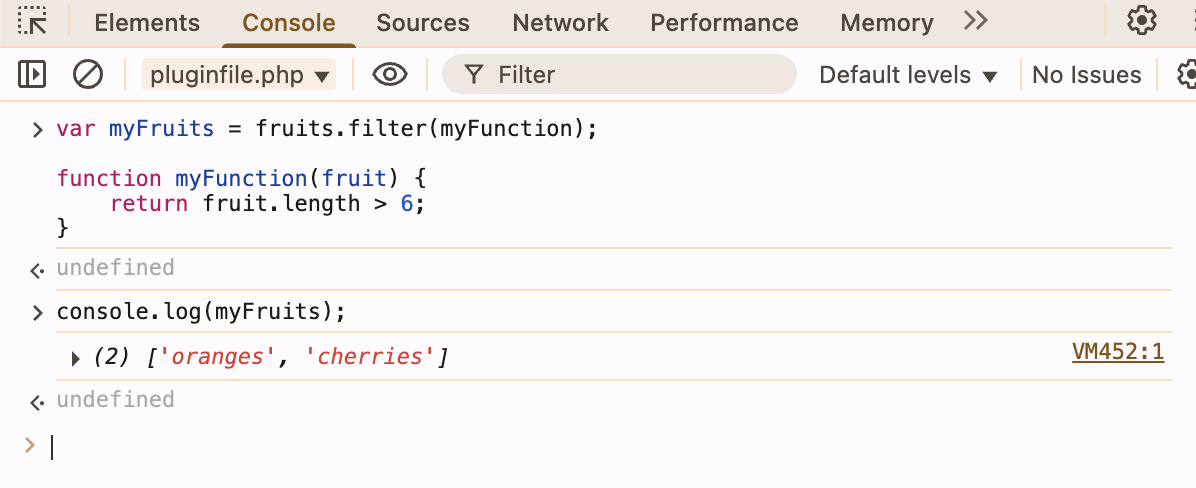 Elements Console Sources Network Performance Memory
pluginfile.php ▼ Filter Default levels ▼ No Issues
var myFruits = fruits.filter(myFunction);
function myFunction(fruit) {
    return fruit.length > 6;
}
undefined
console.log(myFruits);
(2) ['oranges', 'cherries'] VM452:1
undefined